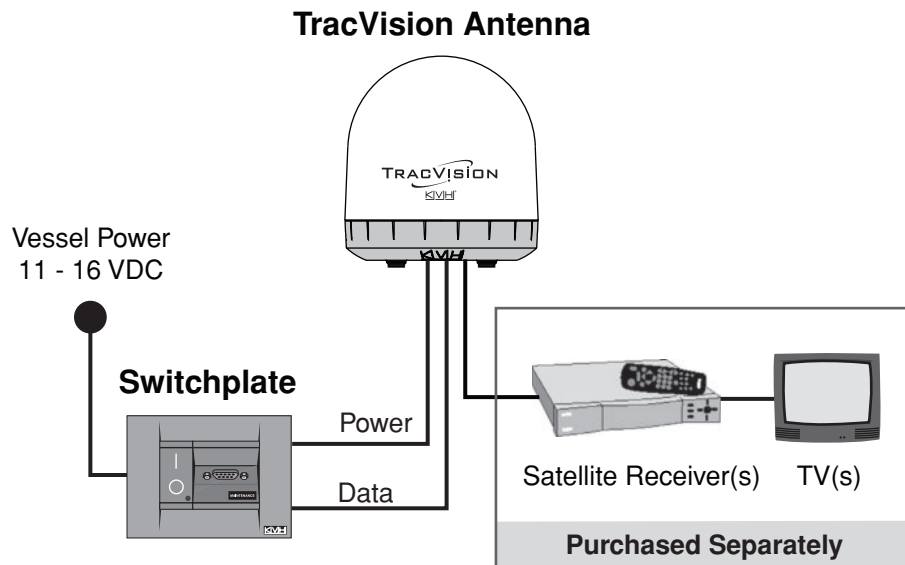 TracVision Antenna
TRACVISION
KVH
KVH
Vessel Power
11 - 16 VDC
Switchplate
Power
Data
MAINTENANCE
KVH
Satellite Receiver(s)
TV(s)
Purchased Separately